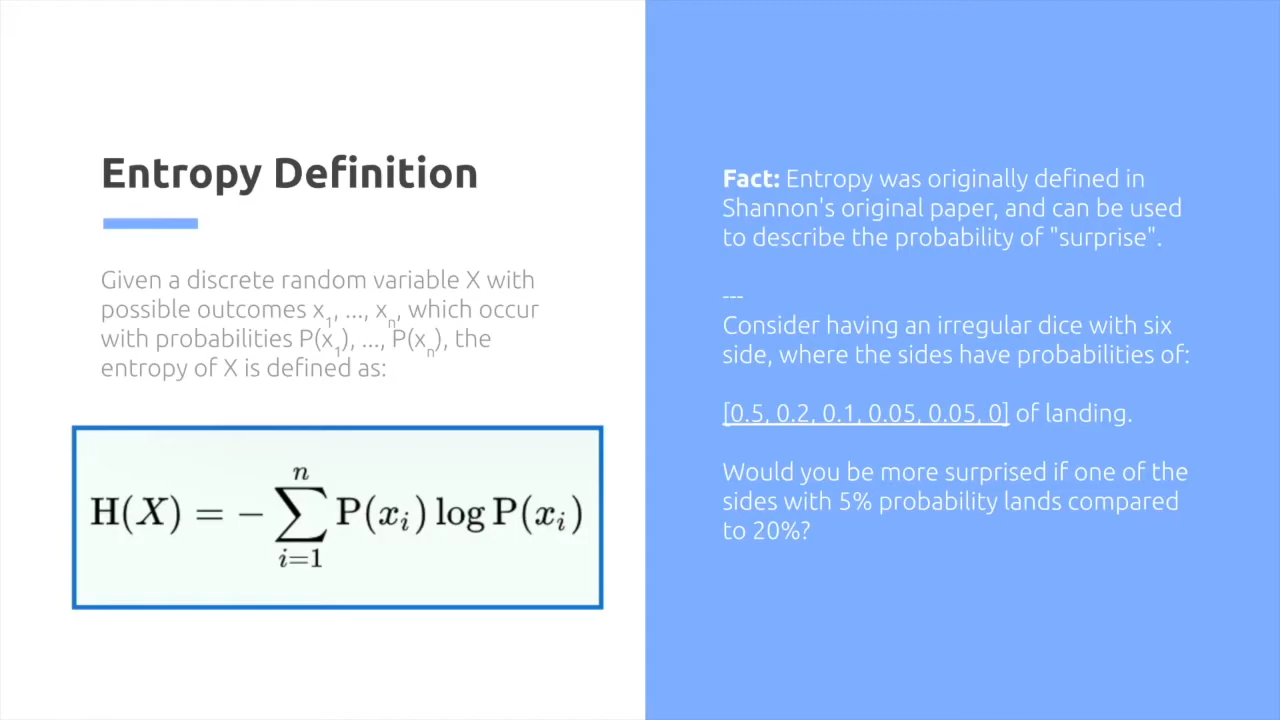 Entropy Definition
Given a discrete random variable X with
possible outcomes x₁, ..., xₙ, which occur
with probabilities P(x₁), ..., P(xₙ), the
entropy of X is defined as:
H(X) = − ∑ᵢ₌₁ⁿ P(xᵢ) log P(xᵢ)
Fact: Entropy was originally defined in
Shannon's original paper, and can be used
to describe the probability of "surprise".
---
Consider having an irregular dice with six
side, where the sides have probabilities of:
[0.5, 0.2, 0.1, 0.05, 0.05, 0] of landing.
Would you be more surprised if one of the
sides with 5% probability lands compared
to 20%?